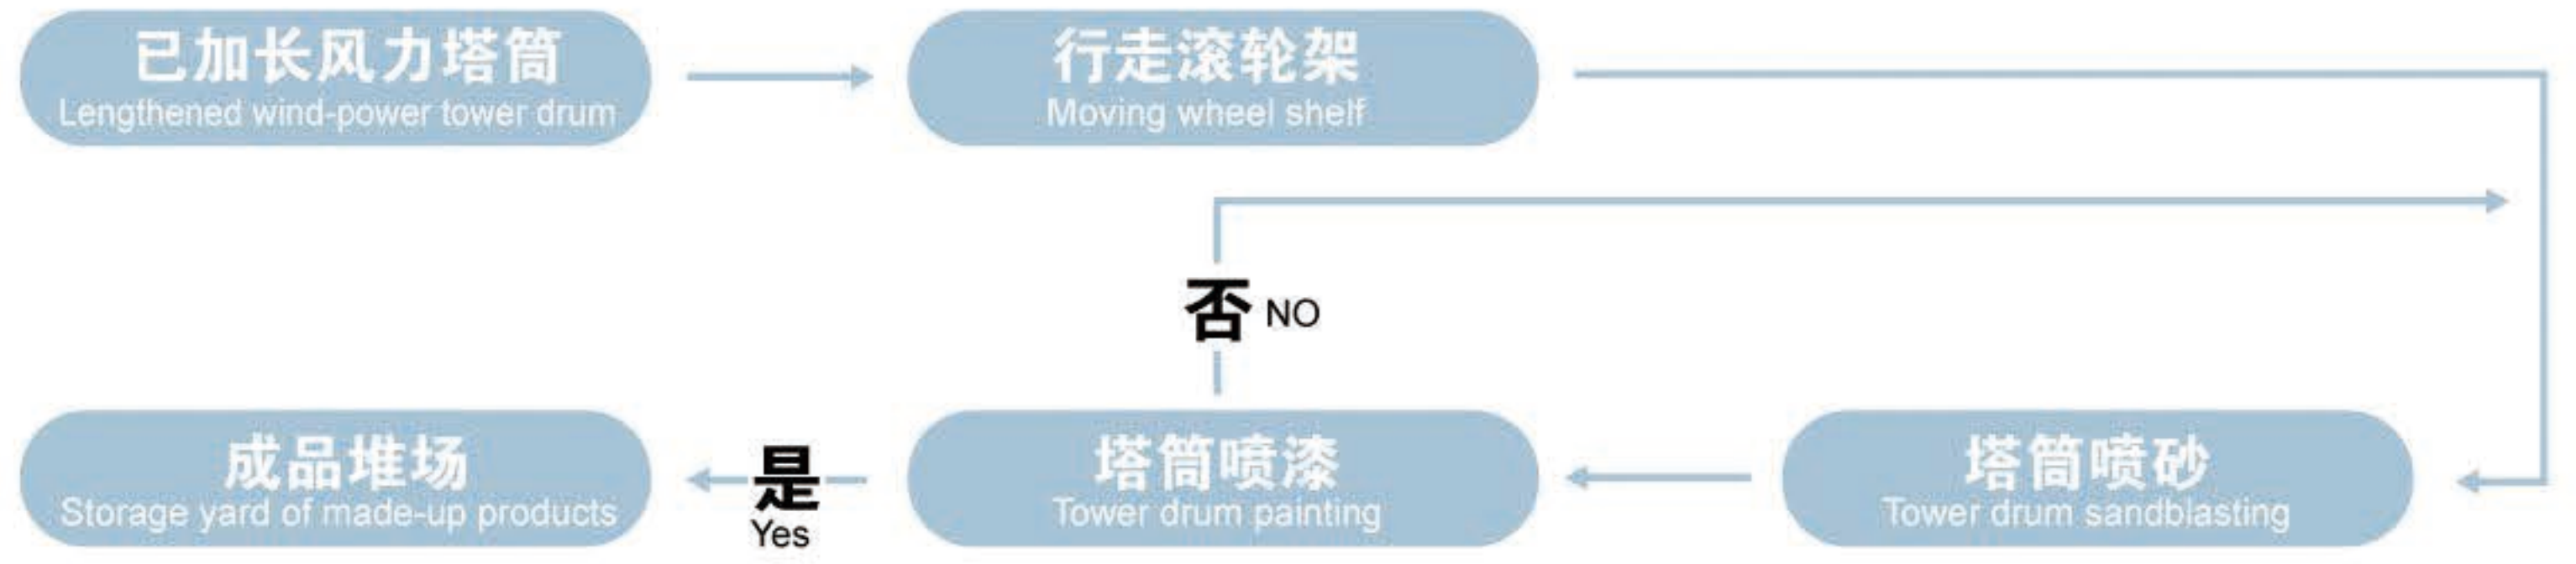 已加长风力塔筒
Lengthened wind-power tower drum
行走滚轮架
Moving wheel shelf
否 NO
成品堆场
Storage yard of made-up products
是
Yes
塔筒喷漆
Tower drum painting
塔筒喷砂
Tower drum sandblasting